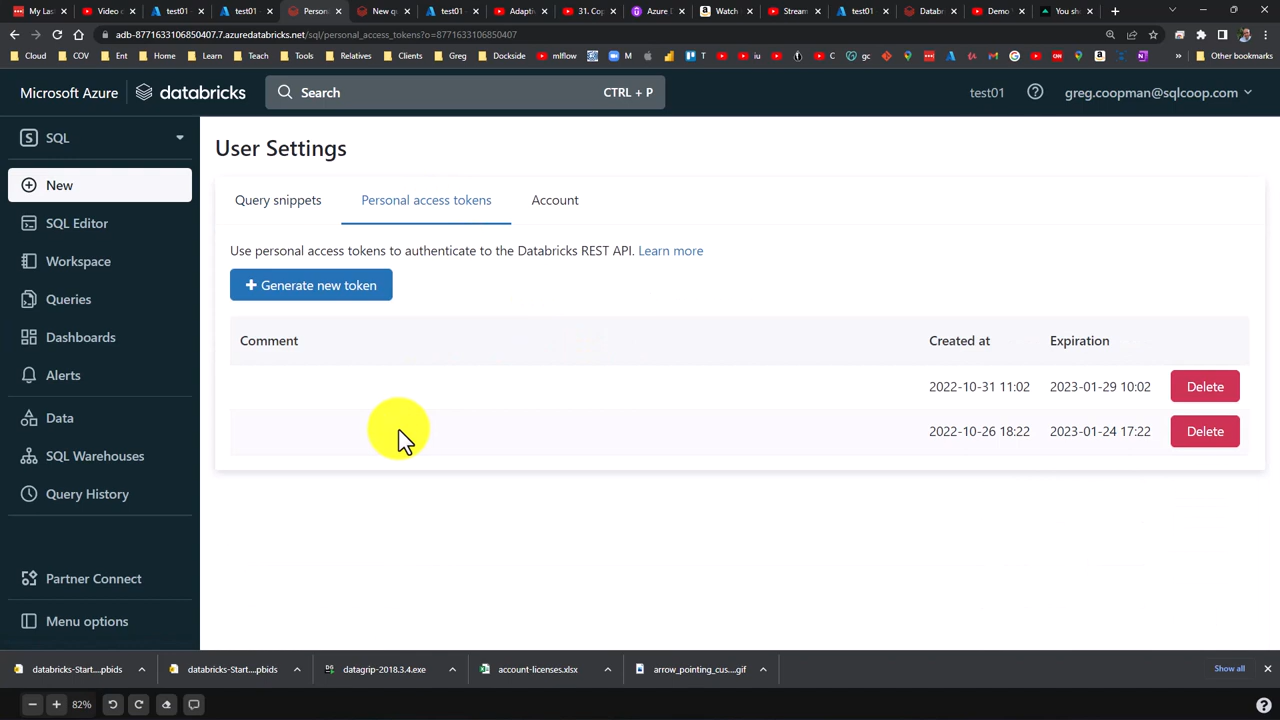 My Las
Video c
test01
test01
Person
New qu
test01
Adaptiv
31. Cop
Azure D
Watch
Stream
test01
Databr
Demo T
You sh
adb-8771633106850407.7.azuredatabricks.net/sql/personal_access_tokens?o=8771633106850407
Cloud COV Ent Home Learn Teach Tools Relatives Clients Greg Dockside mlflow M T iu C gc Other bookmarks
Microsoft Azure databricks Search CTRL + P test01 greg.coopman@sqlcoop.com
SQL
New
SQL Editor
Workspace
Queries
Dashboards
Alerts
Data
SQL Warehouses
Query History
Partner Connect
Menu options
User Settings
Query snippets Personal access tokens Account
Use personal access tokens to authenticate to the Databricks REST API. Learn more
+ Generate new token
Comment Created at Expiration
2022-10-31 11:02 2023-01-29 10:02 Delete
2022-10-26 18:22 2023-01-24 17:22 Delete
databricks-Start....pbids databricks-Start....pbids datagrip-2018.3.4.exe account-licenses.xlsx arrow_pointing_cus....gif Show all
82%